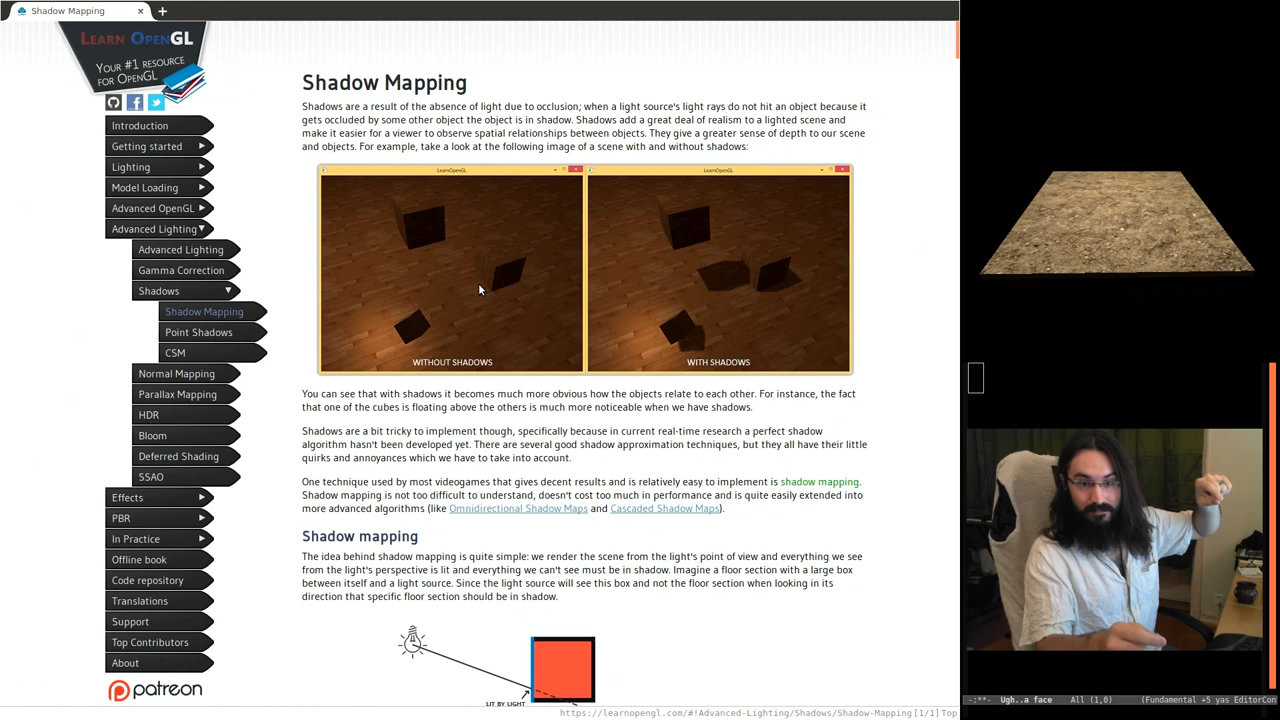 Shadow Mapping
LEARN OPENGL
YOUR #1 RESOURCE
FOR OPENGL
Introduction
Getting started
Lighting
Model Loading
Advanced OpenGL
Advanced Lighting
Advanced Lighting
Gamma Correction
Shadows
Shadow Mapping
Point Shadows
CSM
Normal Mapping
Parallax Mapping
HDR
Bloom
Deferred Shading
SSAO
Effects
PBR
In Practice
Offline book
Code repository
Translations
Support
Top Contributors
About
patreon
Shadow Mapping
Shadows are a result of the absence of light due to occlusion; when a light source's light rays do not hit an object because it
gets occluded by some other object the object is in shadow. Shadows add a great deal of realism to a lighted scene and
make it easier for a viewer to observe spatial relationships between objects. They give a greater sense of depth to our scene
and objects. For example, take a look at the following image of a scene with and without shadows:
LearnOpenGL
LearnOpenGL
WITHOUT SHADOWS
WITH SHADOWS
You can see that with shadows it becomes much more obvious how the objects relate to each other. For instance, the fact
that one of the cubes is floating above the others is much more noticeable when we have shadows.
Shadows are a bit tricky to implement though, specifically because in current real-time research a perfect shadow
algorithm hasn't been developed yet. There are several good shadow approximation techniques, but they all have their little
quirks and annoyances which we have to take into account.
One technique used by most videogames that gives decent results and is relatively easy to implement is shadow mapping.
Shadow mapping is not too difficult to understand, doesn't cost too much in performance and is quite easily extended into
more advanced algorithms (like Omnidirectional Shadow Maps and Cascaded Shadow Maps).
Shadow mapping
The idea behind shadow mapping is quite simple: we render the scene from the light's point of view and everything we see
from the light's perspective is lit and everything we can't see must be in shadow. Imagine a floor section with a large box
between itself and a light source. Since the light source will see this box and not the floor section when looking in its
direction that specific floor section should be in shadow.
LIT BY LIGHT
https://learnopengl.com/#!Advanced-Lighting/Shadows/Shadow-Mapping [1/1] Top
-:**- Ugh..a face All (1,0) (Fundamental +5 yas EditorCon